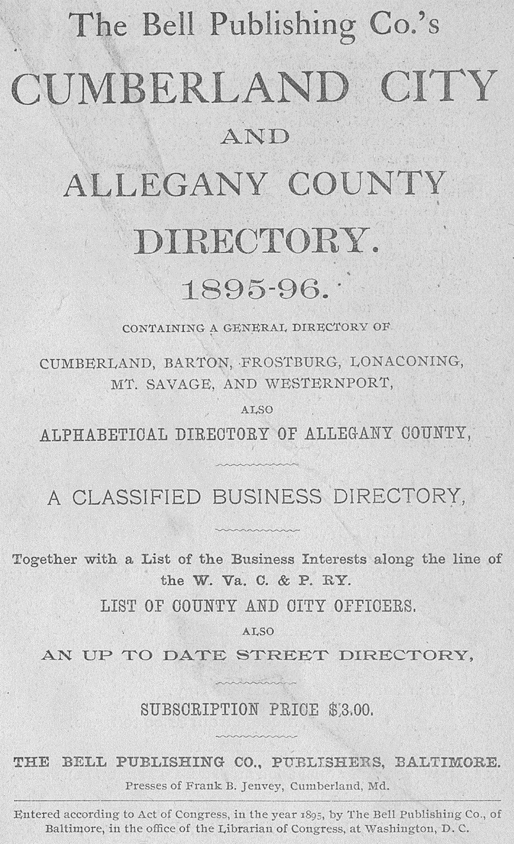 The Bell Publishing Co.'s
CUMBERLAND CITY
AND
ALLEGANY COUNTY
DIRECTORY.
1895-96.
CONTAINING A GENERAL DIRECTORY OF
CUMBERLAND, BARTON, FROSTBURG, LONACONING,
MT. SAVAGE, AND WESTERNPORT,
ALSO
ALPHABETICAL DIRECTORY OF ALLEGANY COUNTY,
A CLASSIFIED BUSINESS DIRECTORY,
Together with a List of the Business Interests along the line of
the W. Va. C. & P. RY.
LIST OF COUNTY AND CITY OFFICERS.
ALSO
AN UP TO DATE STREET DIRECTORY,
SUBSCRIPTION PRICE $3.00.
THE BELL PUBLISHING CO., PUBLISHERS, BALTIMORE.
Presses of Frank B. Jenvey, Cumberland, Md.
Entered according to Act of Congress, in the year 1895, by The Bell Publishing Co., of
Baltimore, in the office of the Librarian of Congress, at Washington, D. C.